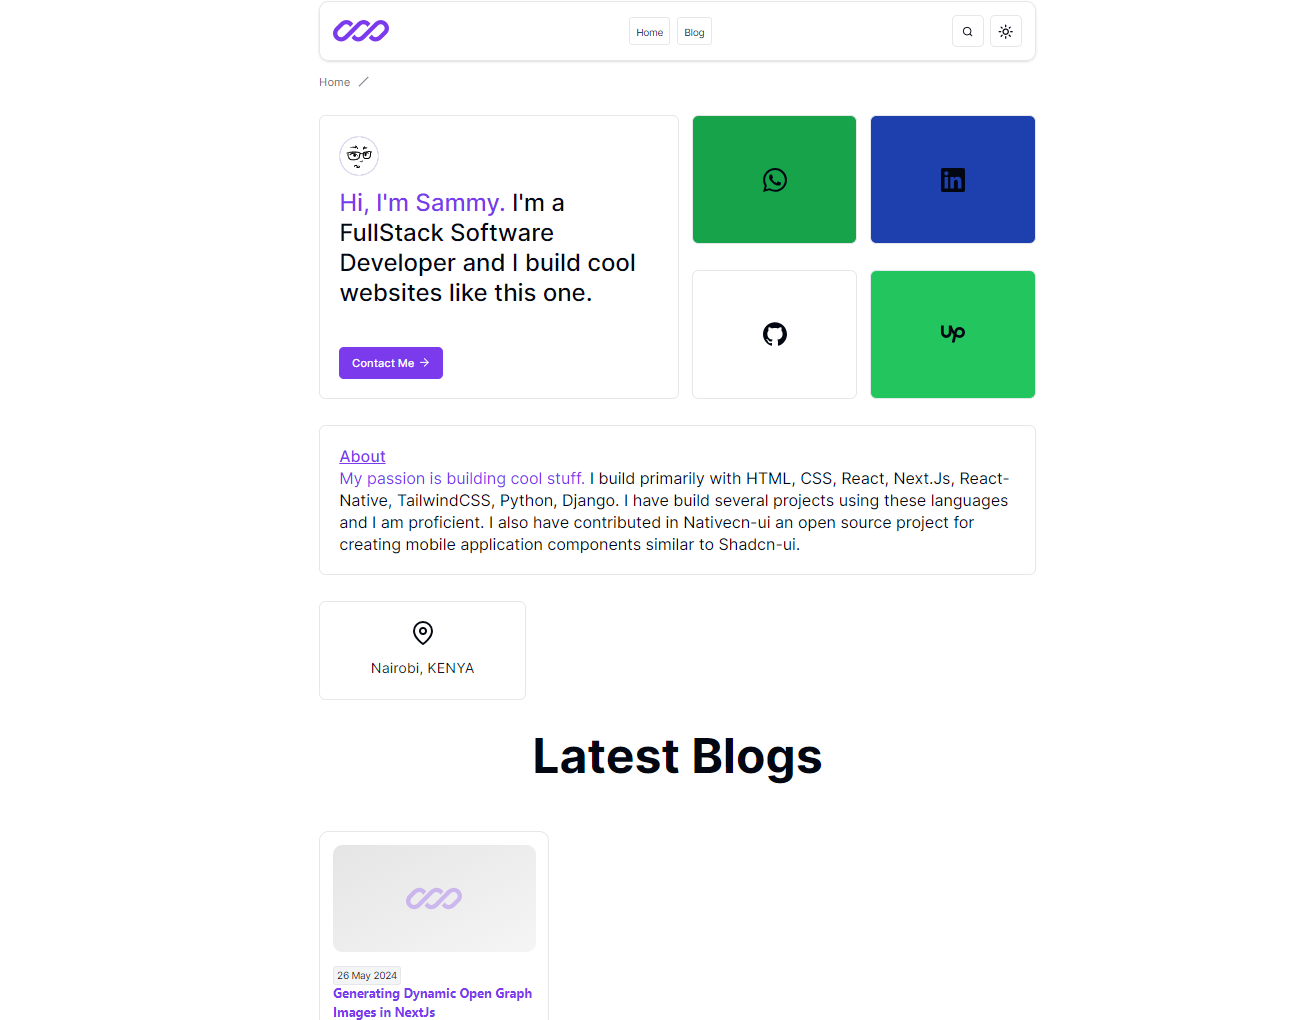 Home
Blog
Home
Hi, I'm Sammy. I'm a
FullStack Software
Developer and I build cool
websites like this one.
Contact Me
up
in
About
My passion is building cool stuff. I build primarily with HTML, CSS, React, Next.Js, React-
Native, TailwindCSS, Python, Django. I have build several projects using these languages
and I am proficient. I also have contributed in Nativecn-ui an open source project for
creating mobile application components similar to Shadcn-ui.
Nairobi, KENYA
Latest Blogs
26 May 2024
Generating Dynamic Open Graph
Images in NextJs